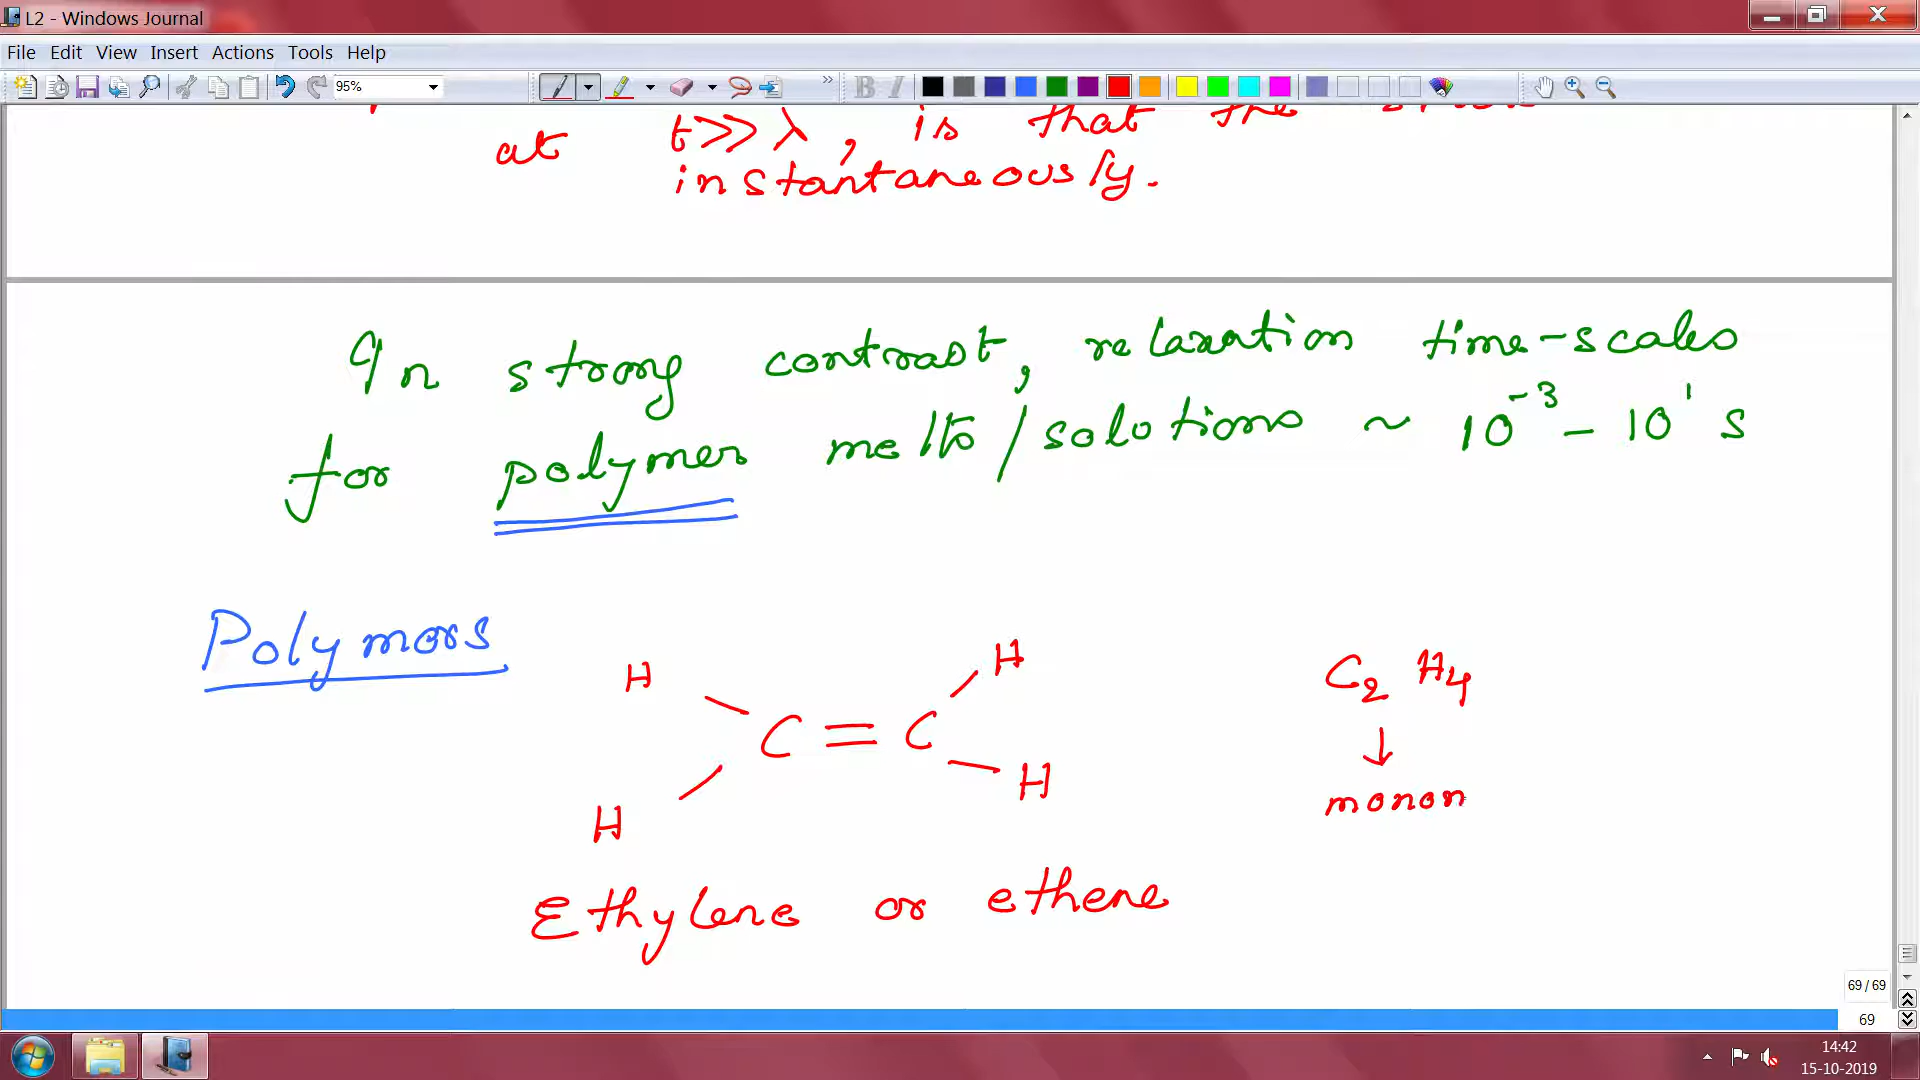 L2 - Windows Journal
File Edit View Insert Actions Tools Help
95%
at t>>λ, is that the
instantaneously.
In strong contrast, relaxation time-scales
for polymer melts/solutions ~ 10⁻³ - 10¹ s
Polymers
H H C₂ H₄
C = C ↓
H H monom
Ethylene or ethene
69 / 69
69
14:42
15-10-2019